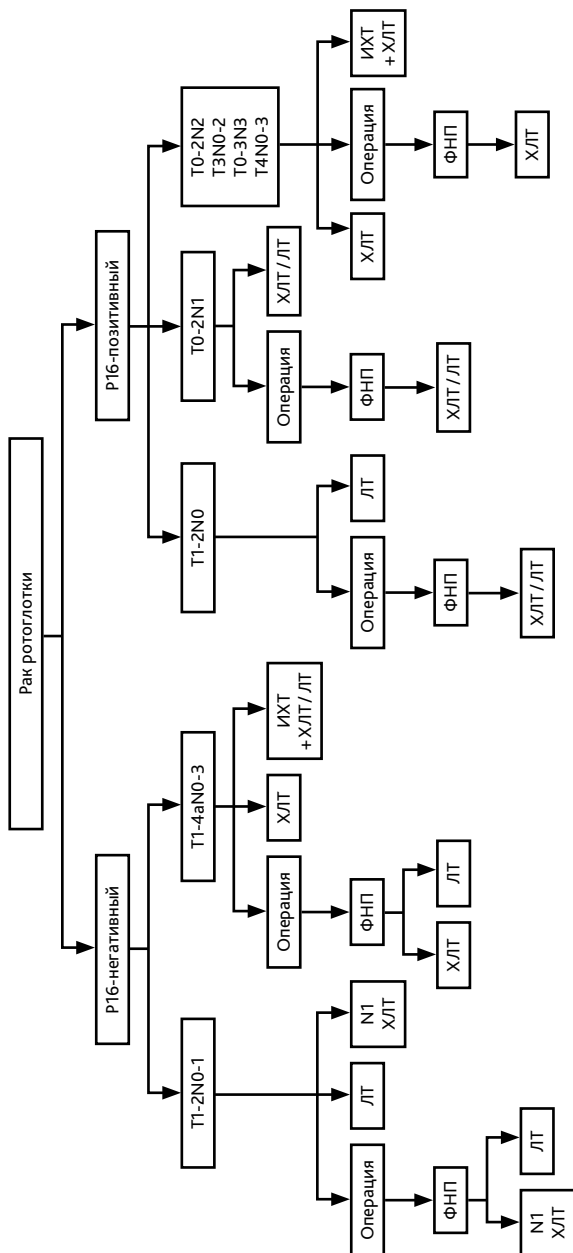 Рак ротоглотки
P16-негативный
P16-позитивный
T1-2N0-1
T1-4aN0-3
T1-2N0
T0-2N1
T0-2N2
T3N0-2
T0-3N3
T4N0-3
Операция
ФНП
N1
ХЛТ
ЛТ
ЛТ
N1
ХЛТ
Операция
ФНП
ХЛТ
ЛТ
ХЛТ
ИХТ
+ ХЛТ / ЛТ
Операция
ФНП
ХЛТ / ЛТ
ЛТ
Операция
ФНП
ХЛТ / ЛТ
ХЛТ / ЛТ
ХЛТ
Операция
ФНП
ХЛТ
ИХТ
+ ХЛТ